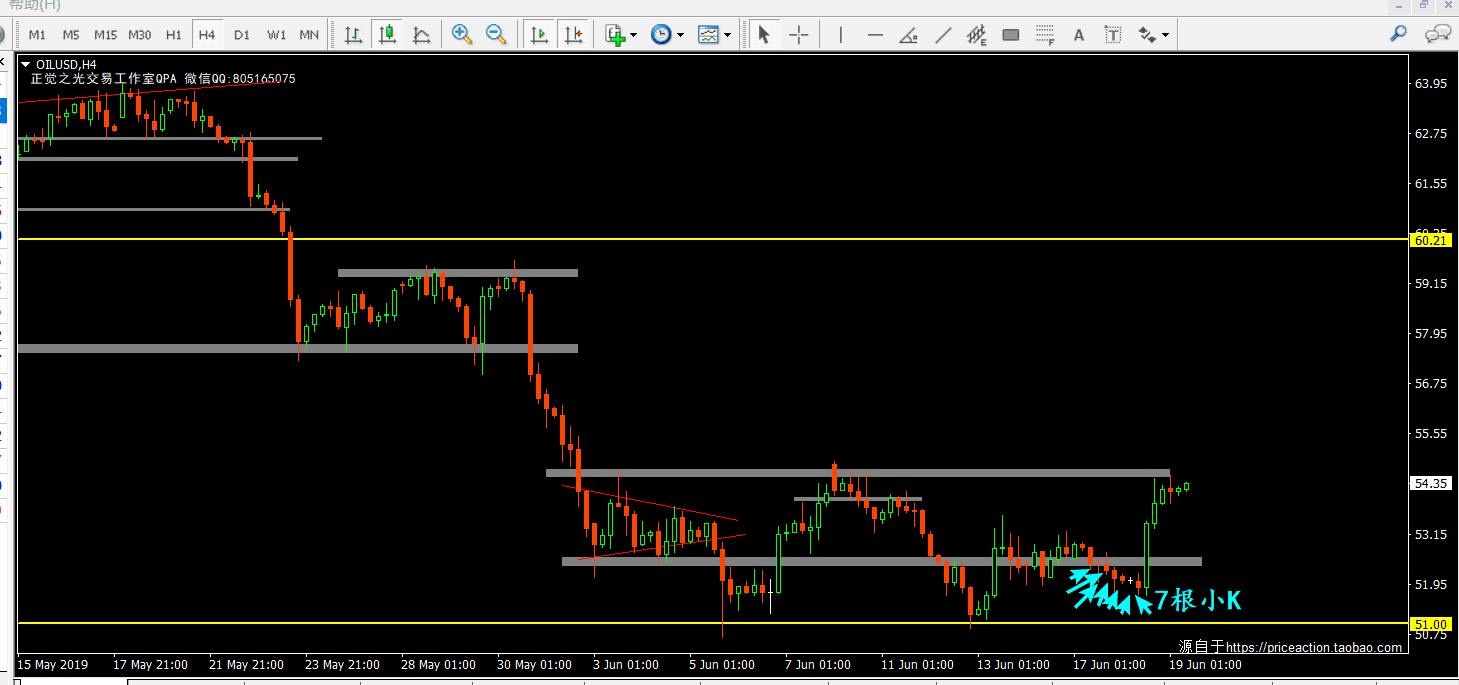 帮助(H)
M1 M5 M15 M30 H1 H4 D1 W1 MN
OILUSD,H4
正觉之光交易工作室QPA 微信QQ:805165075
63.95
62.75
61.55
60.21
59.15
57.95
56.75
55.55
54.35
53.15
51.95
7根小K
51.00
50.75
源自于https://priceaction.taobao.com
15 May 2019 17 May 21:00 21 May 21:00 23 May 21:00 28 May 01:00 30 May 01:00 3 Jun 01:00 5 Jun 01:00 7 Jun 01:00 11 Jun 01:00 13 Jun 01:00 17 Jun 01:00 19 Jun 01:00